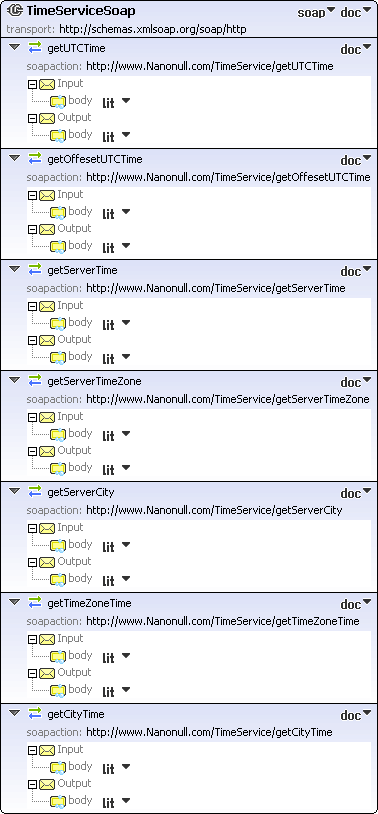 TimeServiceSoap soap doc
transport: http://schemas.xmlsoap.org/soap/http
getUTCTime doc
soapaction: http://www.Nanonull.com/TimeService/getUTCTime
Input
body lit
Output
body lit
getOffesetUTCTime doc
soapaction: http://www.Nanonull.com/TimeService/getOffesetUTCTime
Input
body lit
Output
body lit
getServerTime doc
soapaction: http://www.Nanonull.com/TimeService/getServerTime
Input
body lit
Output
body lit
getServerTimeZone doc
soapaction: http://www.Nanonull.com/TimeService/getServerTimeZone
Input
body lit
Output
body lit
getServerCity doc
soapaction: http://www.Nanonull.com/TimeService/getServerCity
Input
body lit
Output
body lit
getTimeZoneTime doc
soapaction: http://www.Nanonull.com/TimeService/getTimeZoneTime
Input
body lit
Output
body lit
getCityTime doc
soapaction: http://www.Nanonull.com/TimeService/getCityTime
Input
body lit
Output
body lit